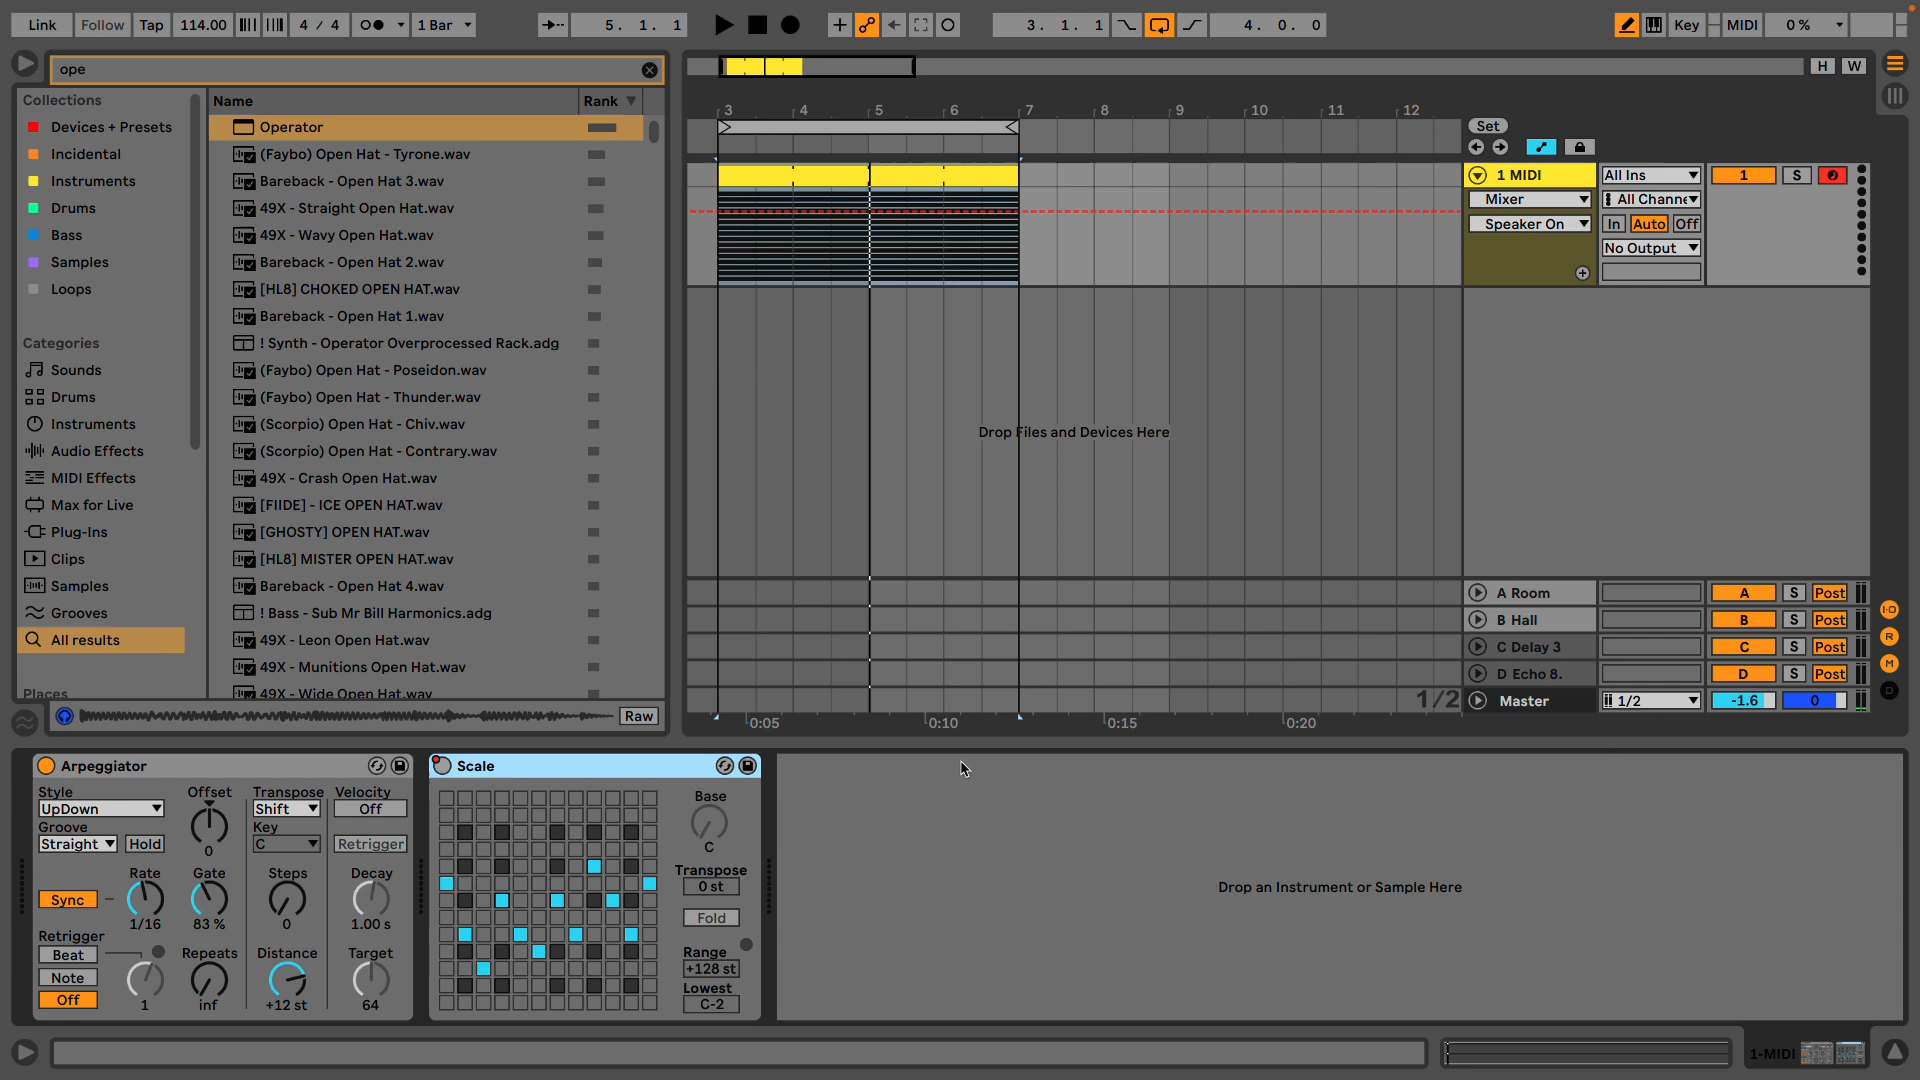 Link Follow Tap 114.00 4 / 4 1 Bar 5. 1. 1 3. 1. 1 4. 0. 0 Key MIDI 0 %
ope
H W
Collections
Devices + Presets
Incidental
Instruments
Drums
Bass
Samples
Loops
Categories
Sounds
Drums
Instruments
Audio Effects
MIDI Effects
Max for Live
Plug-Ins
Clips
Samples
Grooves
All results
Places
Name Rank
Operator
(Faybo) Open Hat - Tyrone.wav
Bareback - Open Hat 3.wav
49X - Straight Open Hat.wav
49X - Wavy Open Hat.wav
Bareback - Open Hat 2.wav
[HL8] CHOKED OPEN HAT.wav
Bareback - Open Hat 1.wav
! Synth - Operator Overprocessed Rack.adg
(Faybo) Open Hat - Poseidon.wav
(Faybo) Open Hat - Thunder.wav
(Scorpio) Open Hat - Chiv.wav
(Scorpio) Open Hat - Contrary.wav
49X - Crash Open Hat.wav
[FIIDE] - ICE OPEN HAT.wav
[GHOSTY] OPEN HAT.wav
[HL8] MISTER OPEN HAT.wav
Bareback - Open Hat 4.wav
! Bass - Sub Mr Bill Harmonics.adg
49X - Leon Open Hat.wav
49X - Munitions Open Hat.wav
49X - Wide Open Hat.wav
Raw
3 4 5 6 7 8 9 10 11 12
Set
1 MIDI All Ins 1 S
Mixer All Channe
Speaker On In Auto Off
No Output
Drop Files and Devices Here
A Room A S Post
B Hall B S Post
C Delay 3 C S Post
D Echo 8. D S Post
1/2 Master 1/2 -1.6 0
0:05 0:10 0:15 0:20
I·O
R
M
D
Arpeggiator
Style Offset Transpose Velocity
UpDown Shift Off
Groove Key
Straight Hold 0 C Retrigger
Rate Gate Steps Decay
Sync
1/16 83 % 0 1.00 s
Retrigger
Beat Repeats Distance Target
Note
Off 1 inf +12 st 64
Scale
Base
C
Transpose
0 st
Fold
Range
+128 st
Lowest
C-2
Drop an Instrument or Sample Here
1-MIDI